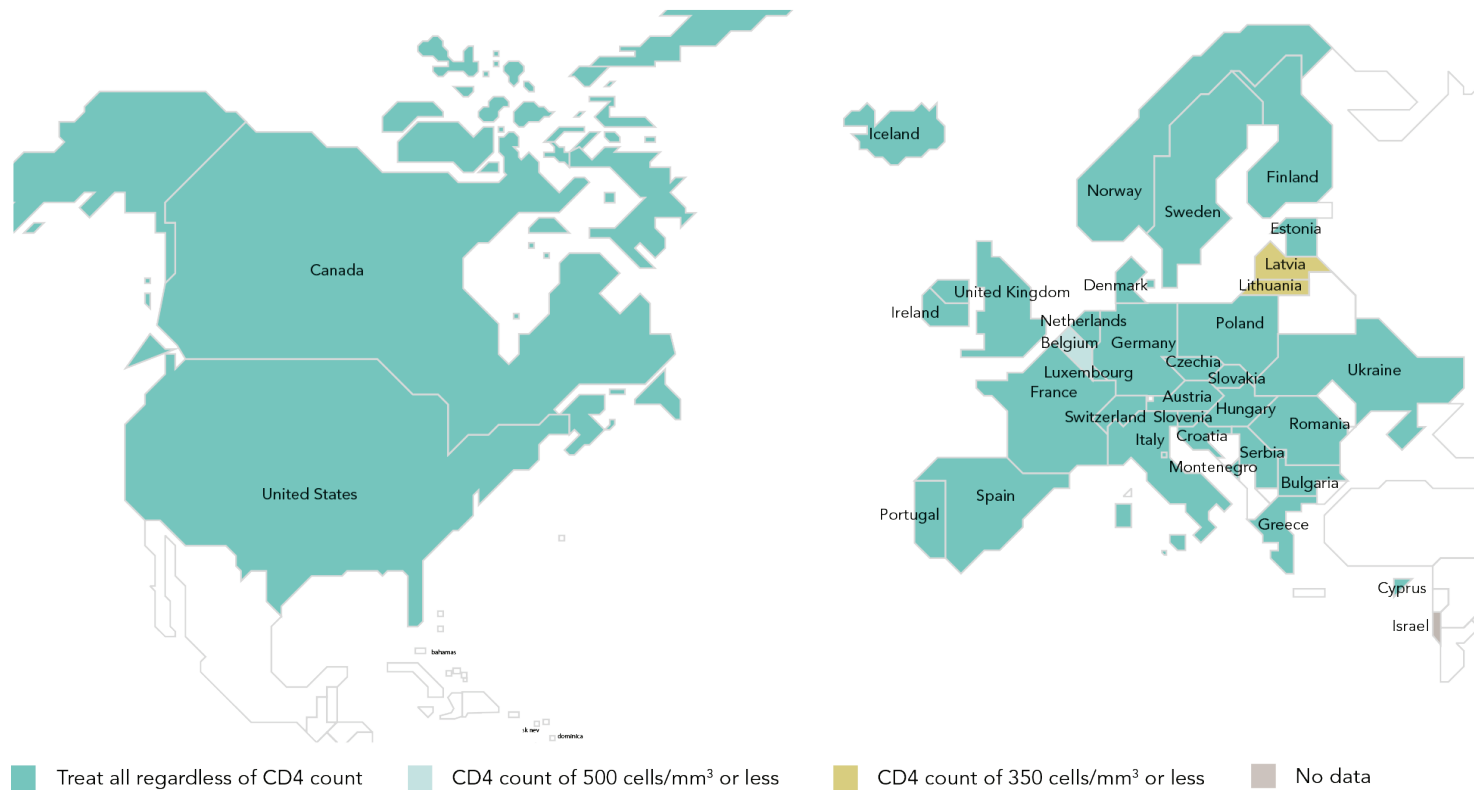 Iceland
Finland
Norway
Sweden
Estonia
Canada
Latvia
Denmark
Lithuania
United Kingdom
Ireland
Netherlands
Poland
Belgium
Germany
Czechia
Ukraine
Luxembourg
Slovakia
France
Austria
Hungary
Switzerland
Slovenia
Romania
Croatia
Italy
Serbia
Montenegro
Bulgaria
United States
Spain
Portugal
Greece
Cyprus
Israel
bahamas
sk nev
dominica
Treat all regardless of CD4 count
CD4 count of 500 cells/mm³ or less
CD4 count of 350 cells/mm³ or less
No data